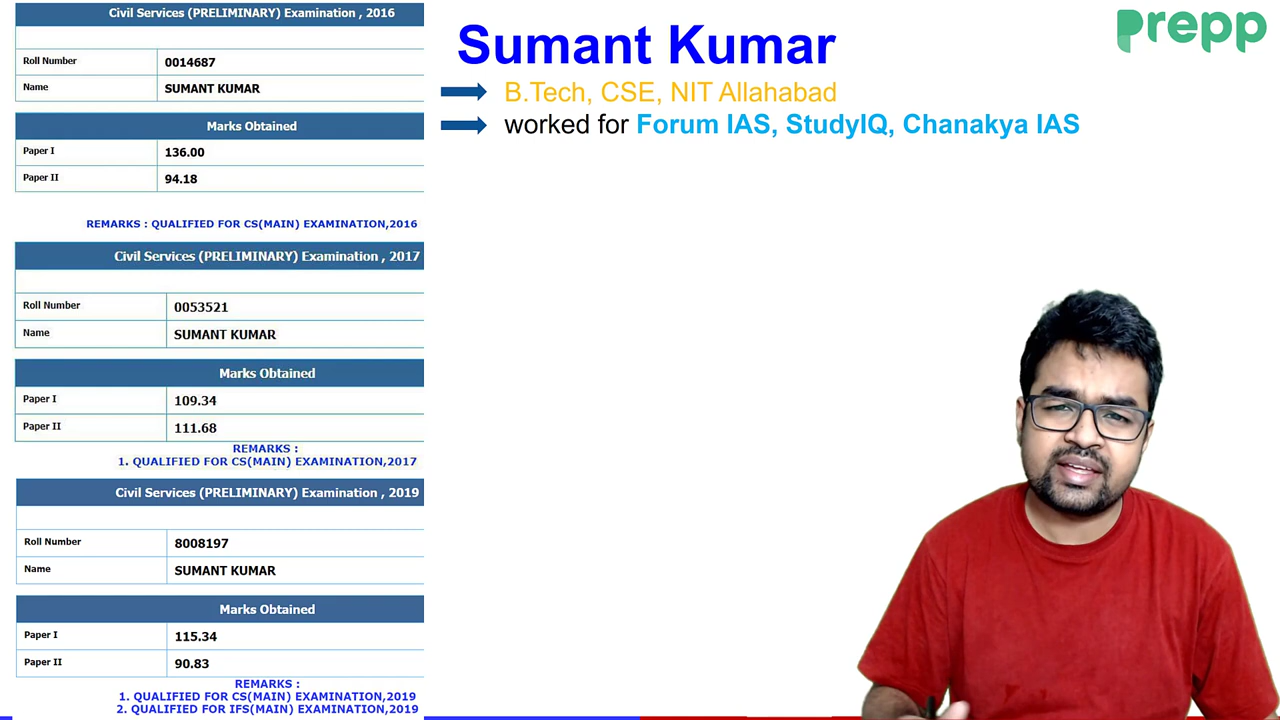 Civil Services (PRELIMINARY) Examination , 2016
Roll Number 0014687
Name SUMANT KUMAR
Marks Obtained
Paper I 136.00
Paper II 94.18
REMARKS : QUALIFIED FOR CS(MAIN) EXAMINATION,2016
Civil Services (PRELIMINARY) Examination , 2017
Roll Number 0053521
Name SUMANT KUMAR
Marks Obtained
Paper I 109.34
Paper II 111.68
REMARKS :
1. QUALIFIED FOR CS(MAIN) EXAMINATION,2017
Civil Services (PRELIMINARY) Examination , 2019
Roll Number 8008197
Name SUMANT KUMAR
Marks Obtained
Paper I 115.34
Paper II 90.83
REMARKS :
1. QUALIFIED FOR CS(MAIN) EXAMINATION,2019
2. QUALIFIED FOR IFS(MAIN) EXAMINATION,2019
Sumant Kumar
B.Tech, CSE, NIT Allahabad
worked for Forum IAS, StudyIQ, Chanakya IAS
prepp